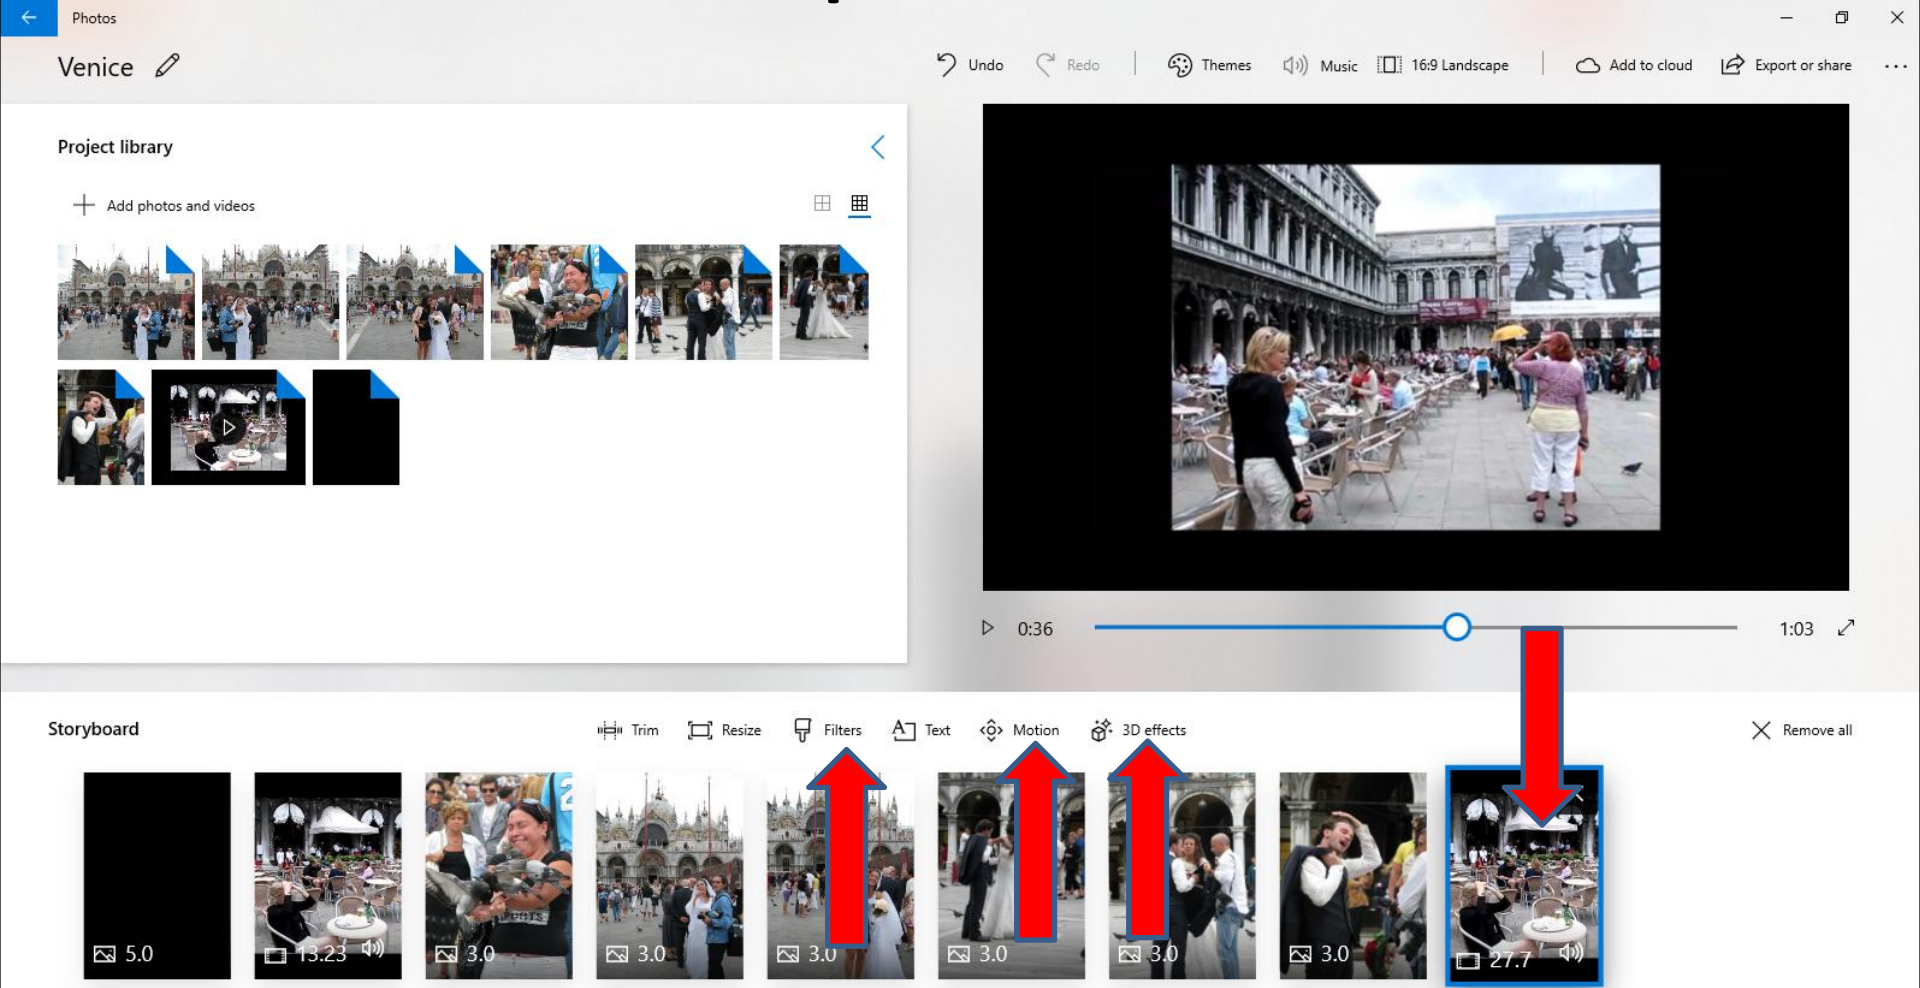 Photos
Venice
Undo Redo Themes Music 16:9 Landscape Add to cloud Export or share
Project library
Add photos and videos
0:36 1:03
Storyboard Trim Resize Filters Text Motion 3D effects Remove all
5.0 13.23 3.0 3.0 3.0 3.0 3.0 3.0 27.7